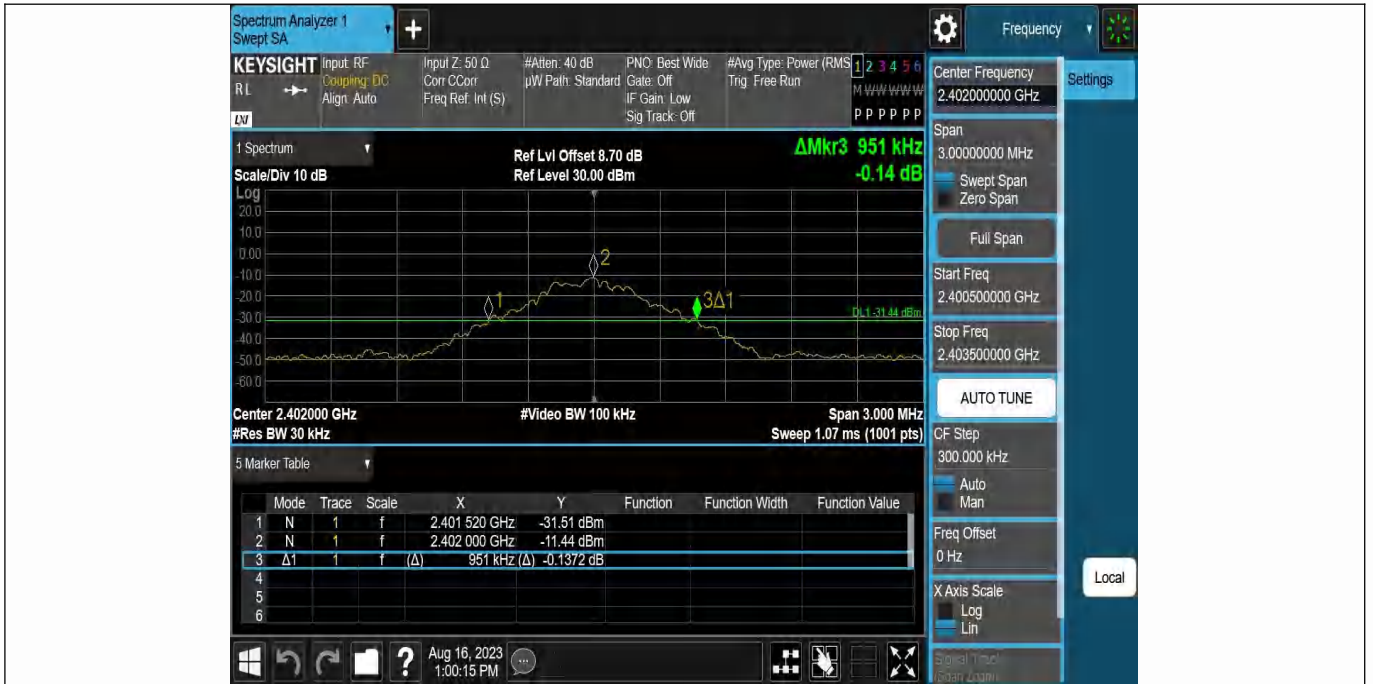 Spectrum Analyzer 1
Swept SA
+
Frequency
KEYSIGHT
RL
LXI
Input: RF
Coupling: DC
Align: Auto
Input Z: 50 Ω
Corr CCorr
Freq Ref: Int (S)
#Atten: 40 dB
µW Path: Standard
PNO: Best Wide
Gate: Off
IF Gain: Low
Sig Track: Off
#Avg Type: Power (RMS
Trig: Free Run
1 2 3 4 5 6
M W W W W W
P P P P P P
1 Spectrum
Scale/Div 10 dB
Ref Lvl Offset 8.70 dB
Ref Level 30.00 dBm
ΔMkr3 951 kHz
-0.14 dB
Log
20.0
10.0
0.00
-10.0
-20.0
-30.0
-40.0
-50.0
-60.0
2
1
3Δ1
DL1 -31.44 dBm
Center 2.402000 GHz
#Video BW 100 kHz
Span 3.000 MHz
#Res BW 30 kHz
Sweep 1.07 ms (1001 pts)
5 Marker Table
Mode Trace Scale X Y Function Function Width Function Value
1 N 1 f 2.401 520 GHz -31.51 dBm
2 N 1 f 2.402 000 GHz -11.44 dBm
3 Δ1 1 f (Δ) 951 kHz (Δ) -0.1372 dB
4
5
6
Aug 16, 2023
1:00:15 PM
Center Frequency
2.402000000 GHz
Settings
Span
3.00000000 MHz
Swept Span
Zero Span
Full Span
Start Freq
2.400500000 GHz
Stop Freq
2.403500000 GHz
AUTO TUNE
CF Step
300.000 kHz
Auto
Man
Freq Offset
0 Hz
X Axis Scale
Log
Lin
Signal Track
(Span Zoom)
Local